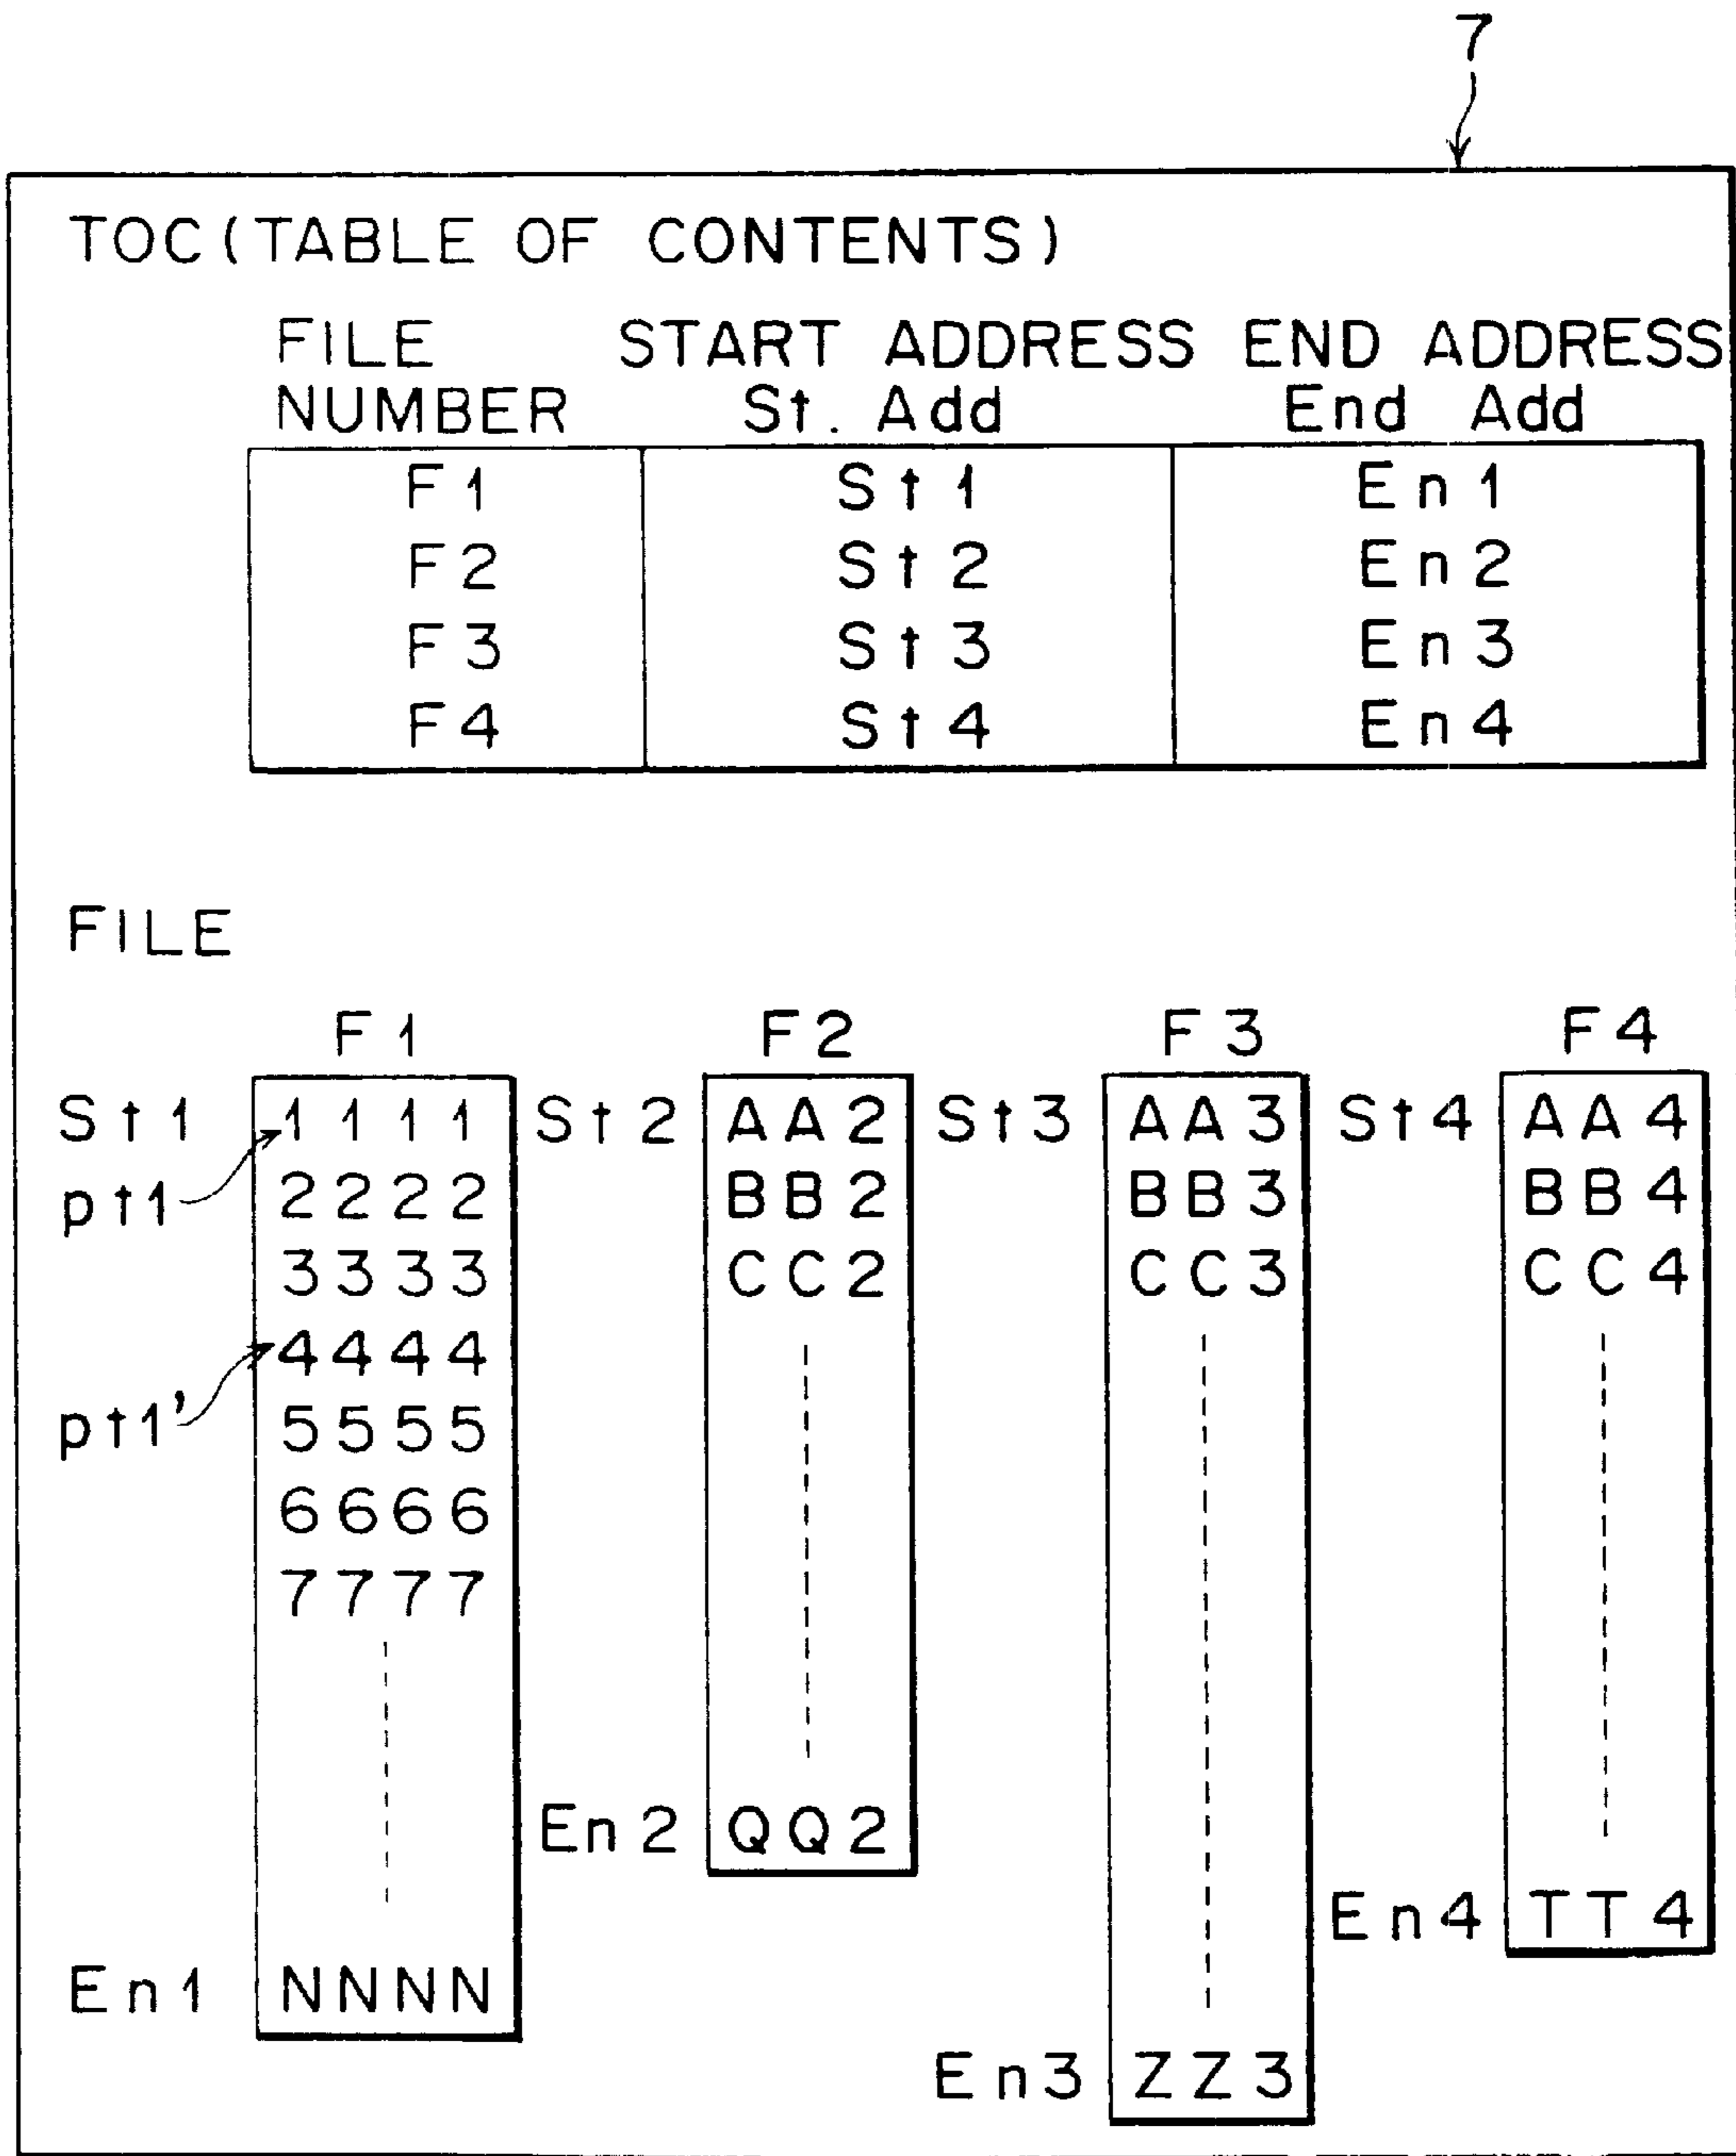 7
TOC(TABLE OF CONTENTS)
FILE NUMBER START ADDRESS St. Add END ADDRESS End Add
F1 St1 En1
F2 St2 En2
F3 St3 En3
F4 St4 En4
FILE
F1 F2 F3 F4
St1 1111 St2 AA2 St3 AA3 St4 AA4
pt1 2222 BB2 BB3 BB4
3333 CC2 CC3 CC4
4444
pt1' 5555
6666
7777
En2 QQ2
En4 TT4
En1 NNNN
En3 ZZ3